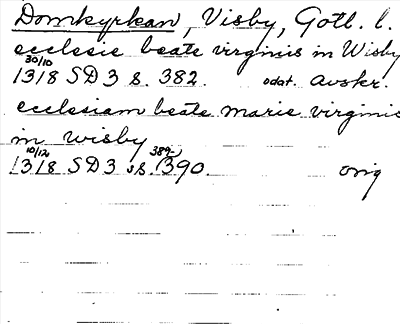 Domkyrkan, Visby, Gotl. l.
ecclesie beate virginis in Wisby
30/10
1318 SD 3 s. 382. odat. avskr.
ecclesiam beate marie virginis
in wisby
10/12 389-
1318 SD 3 s. 390. orig